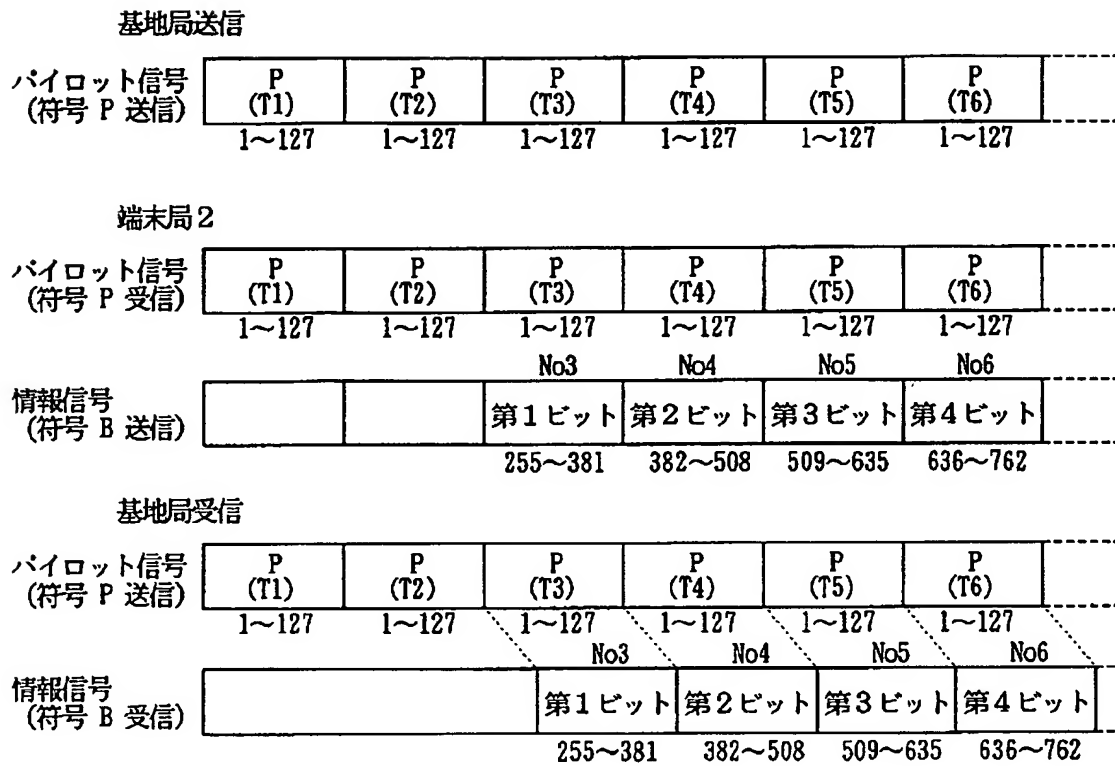 基地局送信
パイロット信号
(符号 P 送信)
P P P P P P
(T1) (T2) (T3) (T4) (T5) (T6)
1～127 1～127 1～127 1～127 1～127 1～127
端末局2
パイロット信号
(符号 P 受信)
P P P P P P
(T1) (T2) (T3) (T4) (T5) (T6)
1～127 1～127 1～127 1～127 1～127 1～127
No3 No4 No5 No6
情報信号
(符号 B 送信)
第1ビット 第2ビット 第3ビット 第4ビット
255～381 382～508 509～635 636～762
基地局受信
パイロット信号
(符号 P 送信)
P P P P P P
(T1) (T2) (T3) (T4) (T5) (T6)
1～127 1～127 1～127 1～127 1～127 1～127
No3 No4 No5 No6
情報信号
(符号 B 受信)
第1ビット 第2ビット 第3ビット 第4ビット
255～381 382～508 509～635 636～762